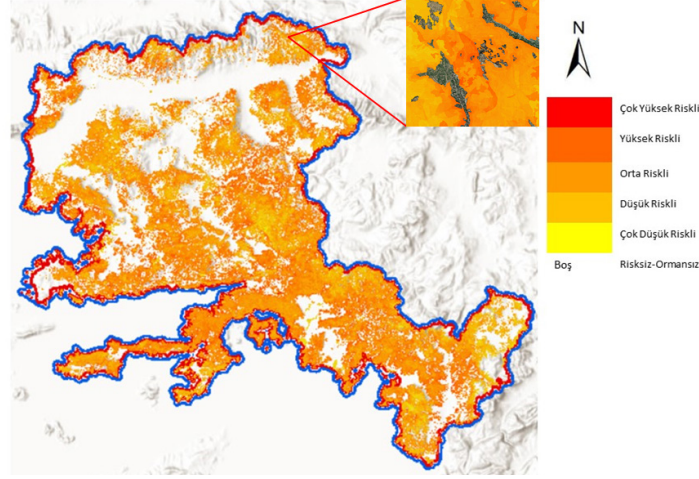 N
Çok Yüksek Riskli
Yüksek Riskli
Orta Riskli
Düşük Riskli
Çok Düşük Riskli
Boş Risksiz-Ormansız